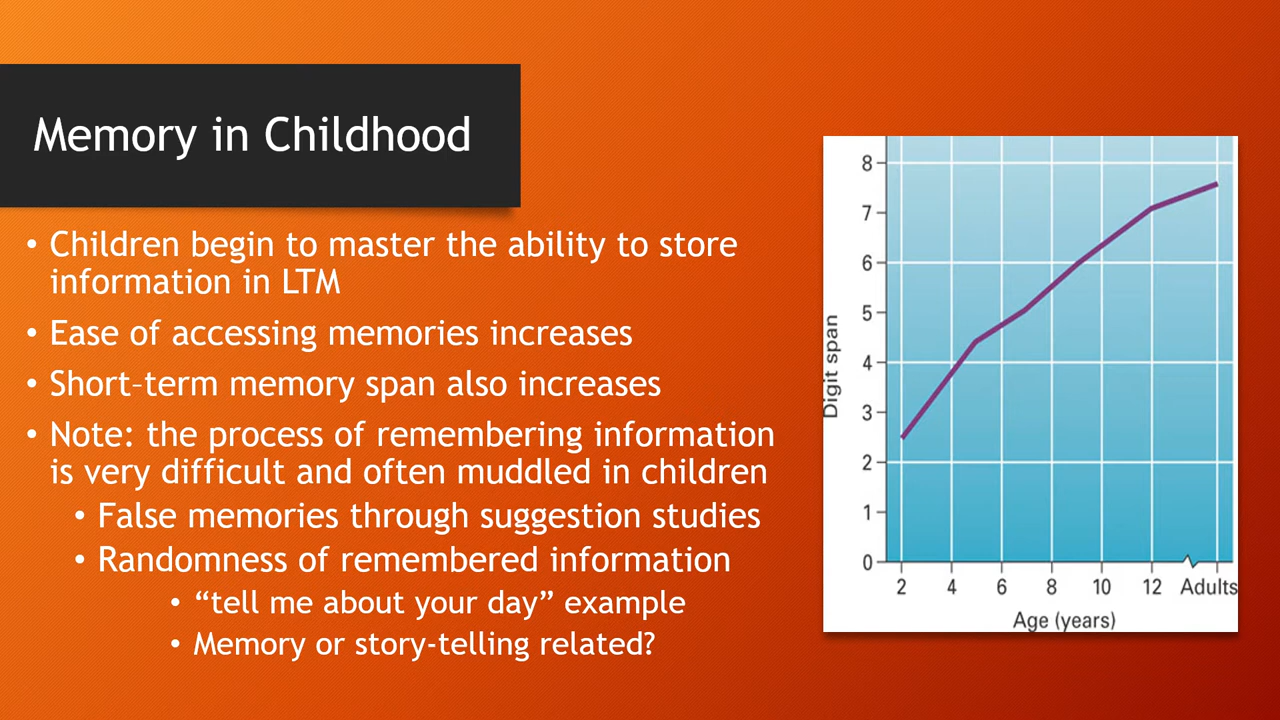 Memory in Childhood
• Children begin to master the ability to store
information in LTM
• Ease of accessing memories increases
• Short-term memory span also increases
• Note: the process of remembering information
is very difficult and often muddled in children
• False memories through suggestion studies
• Randomness of remembered information
• “tell me about your day” example
• Memory or story-telling related?
8
7
6
5
4
3
2
1
0
Digit span
2 4 6 8 10 12 Adults
Age (years)